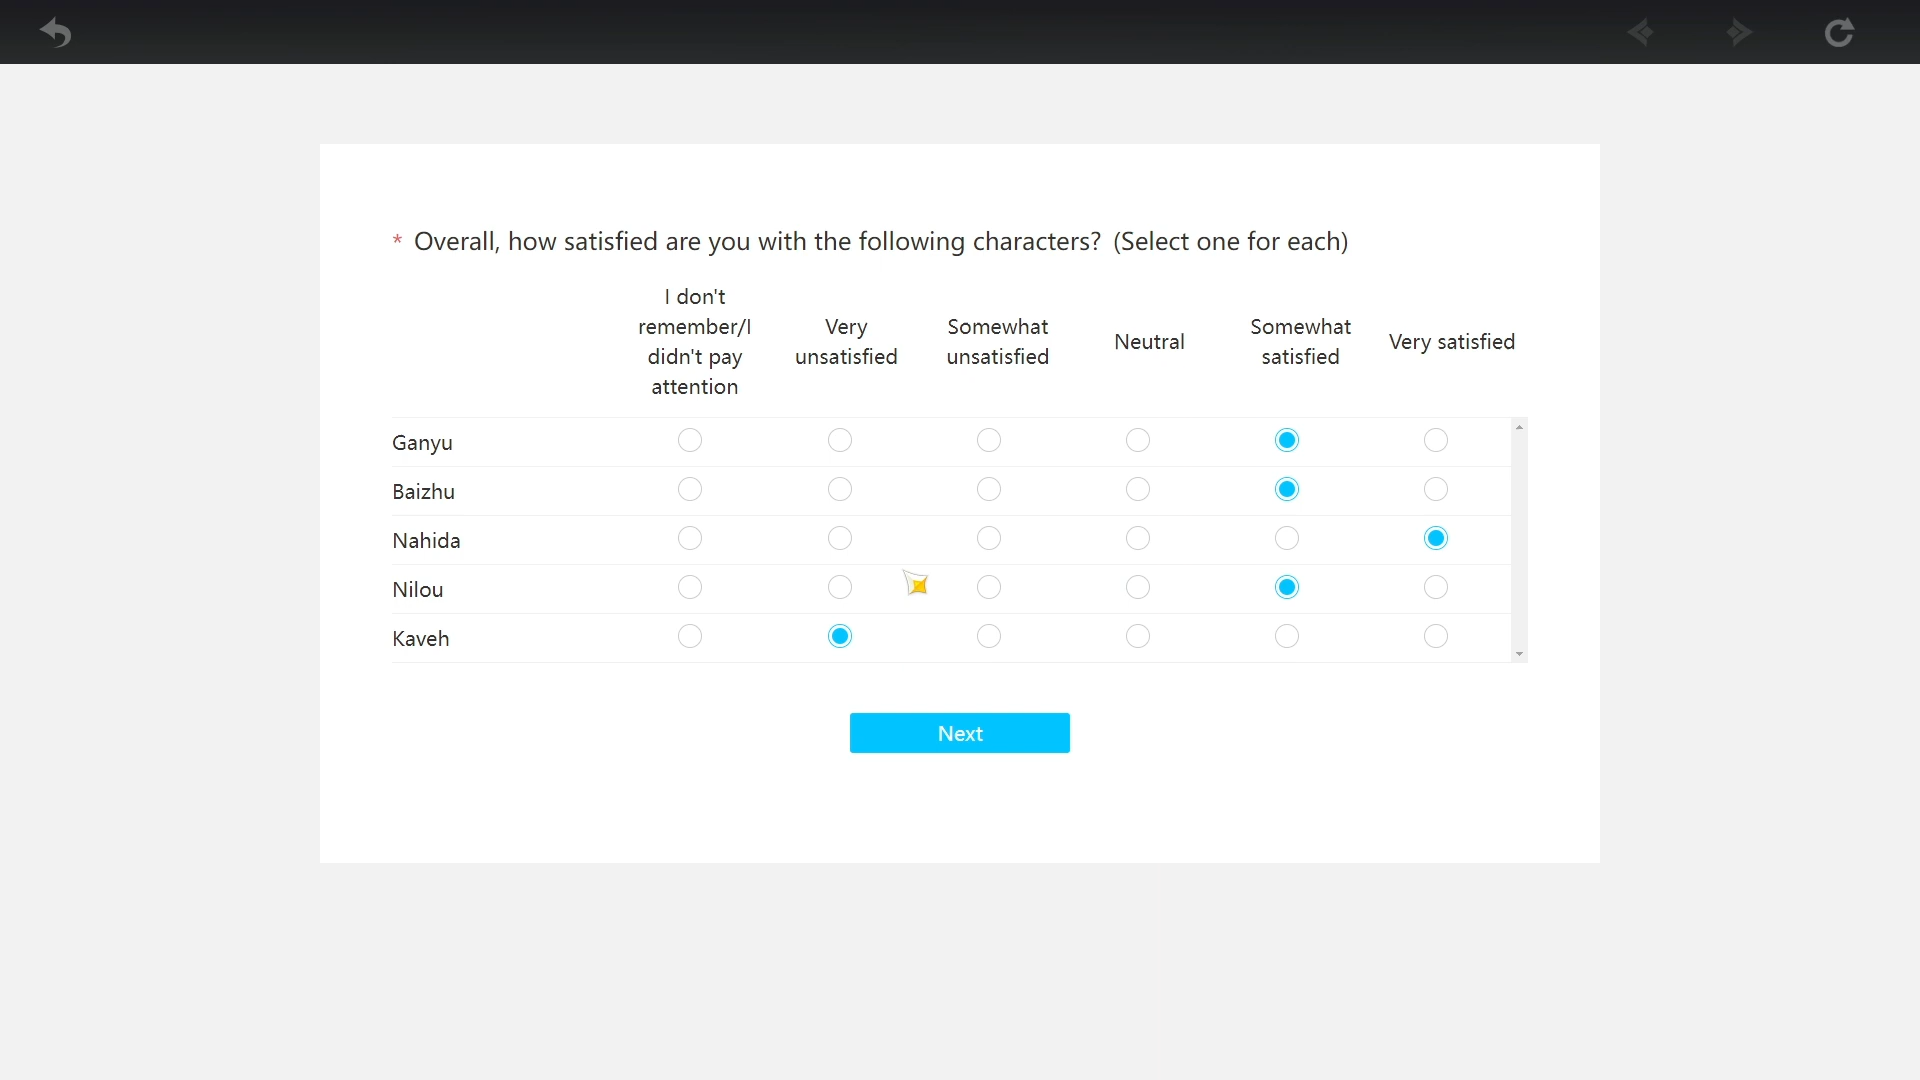 * Overall, how satisfied are you with the following characters? (Select one for each)
I don't
remember/I
didn't pay
attention
Very
unsatisfied
Somewhat
unsatisfied
Neutral
Somewhat
satisfied
Very satisfied
Ganyu
Baizhu
Nahida
Nilou
Kaveh
Next